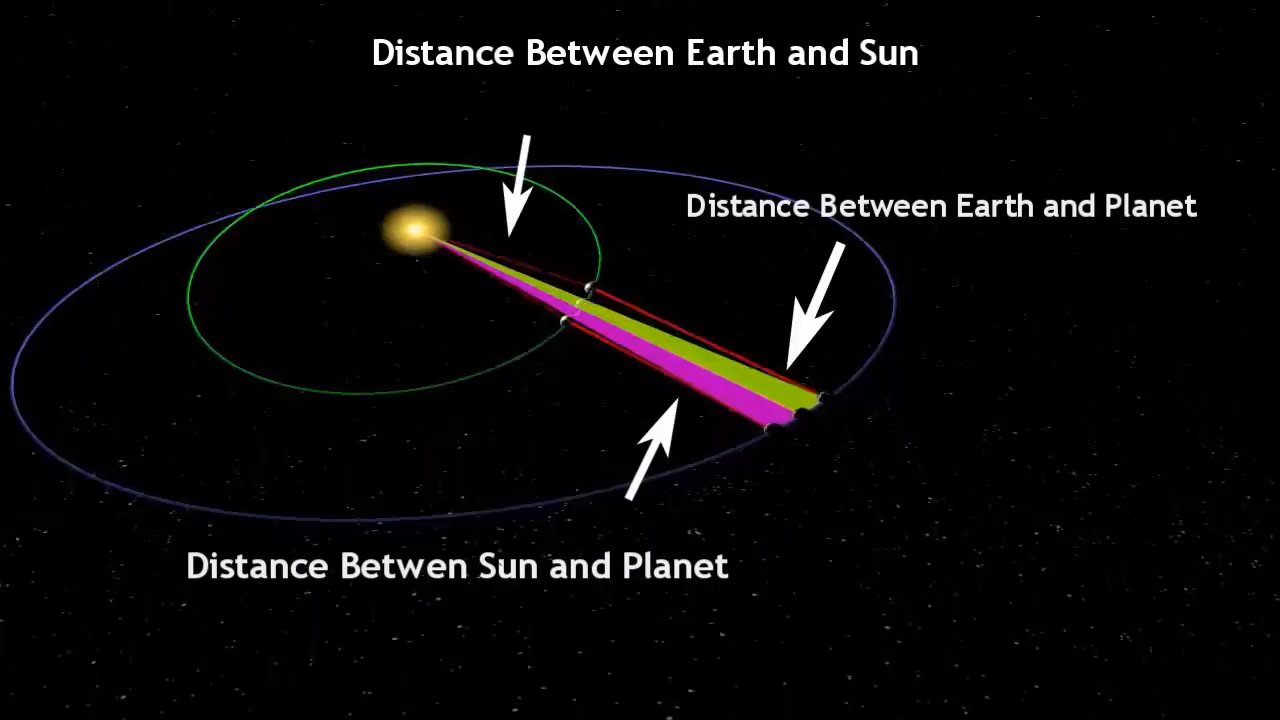 Distance Between Earth and Sun
Distance Between Earth and Planet
Distance Betwen Sun and Planet